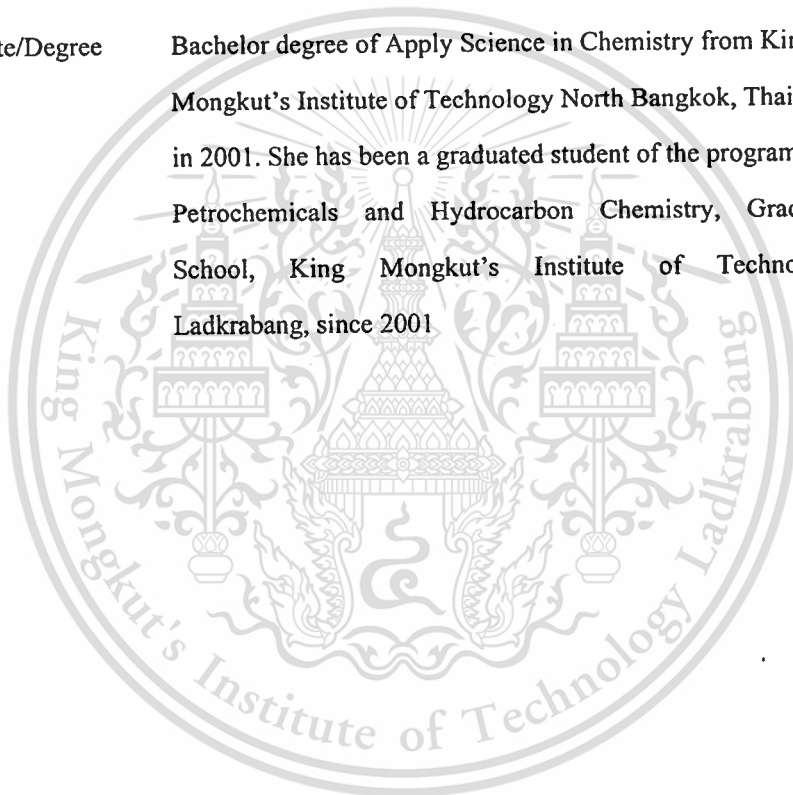 te/Degree Bachelor degree of Apply Science in Chemistry from Kin
Mongkut's Institute of Technology North Bangkok, Thai
in 2001. She has been a graduated student of the program
Petrochemicals and Hydrocarbon Chemistry, Grad
School, King Mongkut's Institute of Techno
Ladkrabang, since 2001
King Mongkut's Institute of Technology Ladkrabang